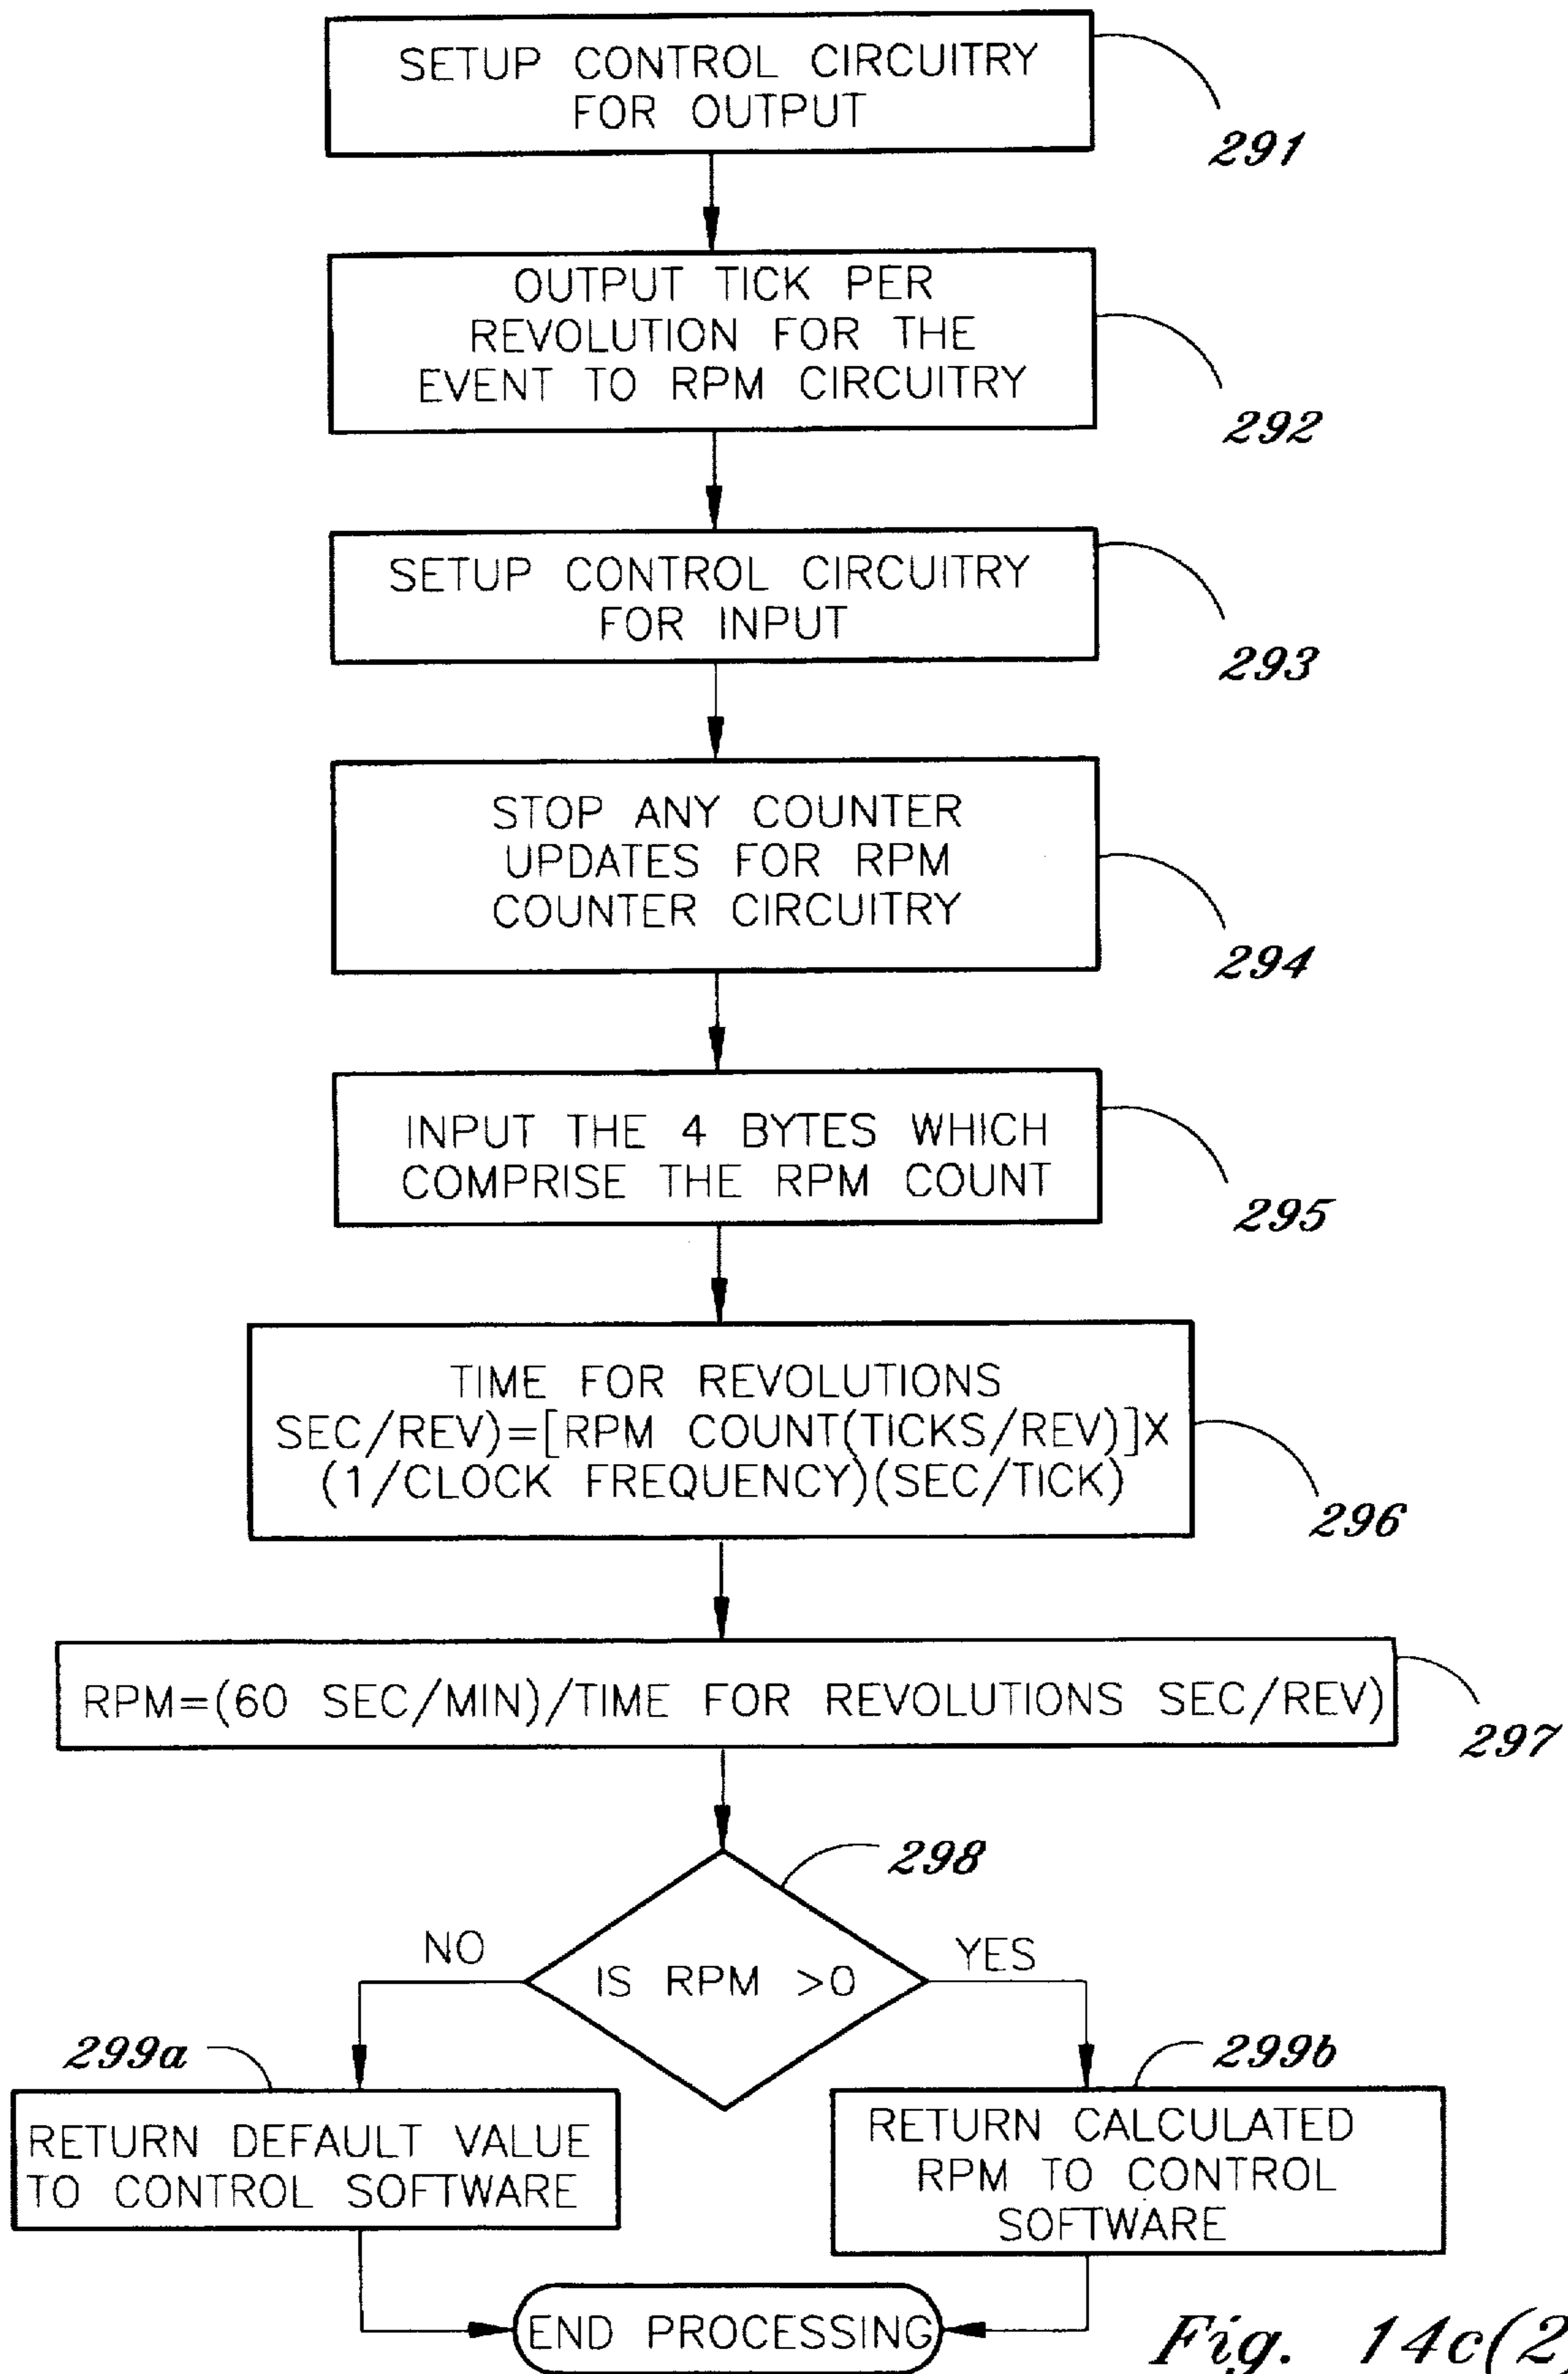 SETUP CONTROL CIRCUITRY
FOR OUTPUT
291
OUTPUT TICK PER
REVOLUTION FOR THE
EVENT TO RPM CIRCUITRY
292
SETUP CONTROL CIRCUITRY
FOR INPUT
293
STOP ANY COUNTER
UPDATES FOR RPM
COUNTER CIRCUITRY
294
INPUT THE 4 BYTES WHICH
COMPRISE THE RPM COUNT
295
TIME FOR REVOLUTIONS
SEC/REV)=[RPM COUNT(TICKS/REV)]X
(1/CLOCK FREQUENCY)(SEC/TICK)
296
RPM=(60 SEC/MIN)/TIME FOR REVOLUTIONS SEC/REV)
297
298
NO
IS RPM >0
YES
299a
RETURN DEFAULT VALUE
TO CONTROL SOFTWARE
299b
RETURN CALCULATED
RPM TO CONTROL
SOFTWARE
END PROCESSING
Fig. 14c(2